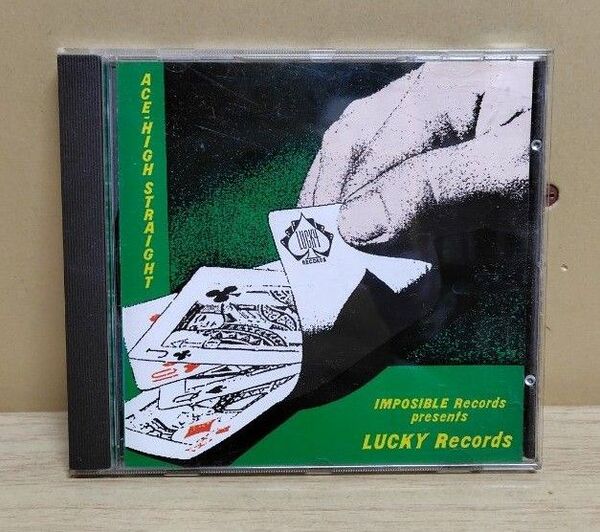 ACE-HIGH STRAIGHT
LUCKY
RECORDS
IMPOSIBLE Records
presents
LUCKY Records